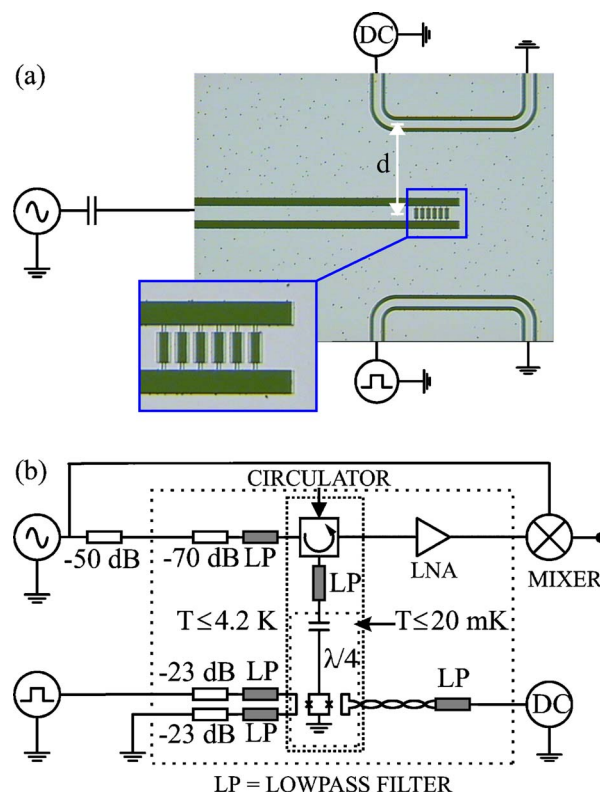 (a)
DC
d
(b)
CIRCULATOR
-50 dB
-70 dB
LP
LNA
MIXER
LP
T≤4.2 K
T≤20 mK
λ/4
-23 dB
LP
LP
DC
-23 dB
LP
LP = LOWPASS FILTER